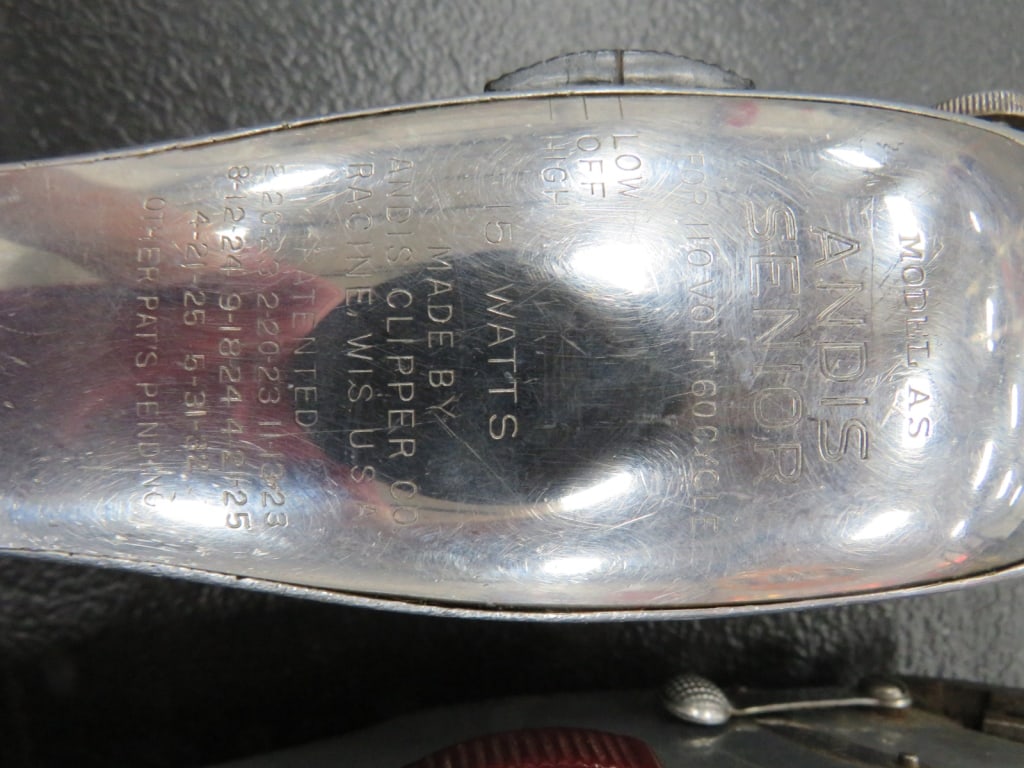 MODEL AS
ANDIS
SENIOR
FOR 110 VOLT 60 CYCLE
LOW
OFF
HIGH
15 WATTS
MADE BY
ANDIS CLIPPER CO
RACINE, WIS U.S.A
PATENTED
2-20-23 11-13-23
8-12-24 9-18-24 4-21-25
4-21-25 5-31-32
OTHER PATS PENDING